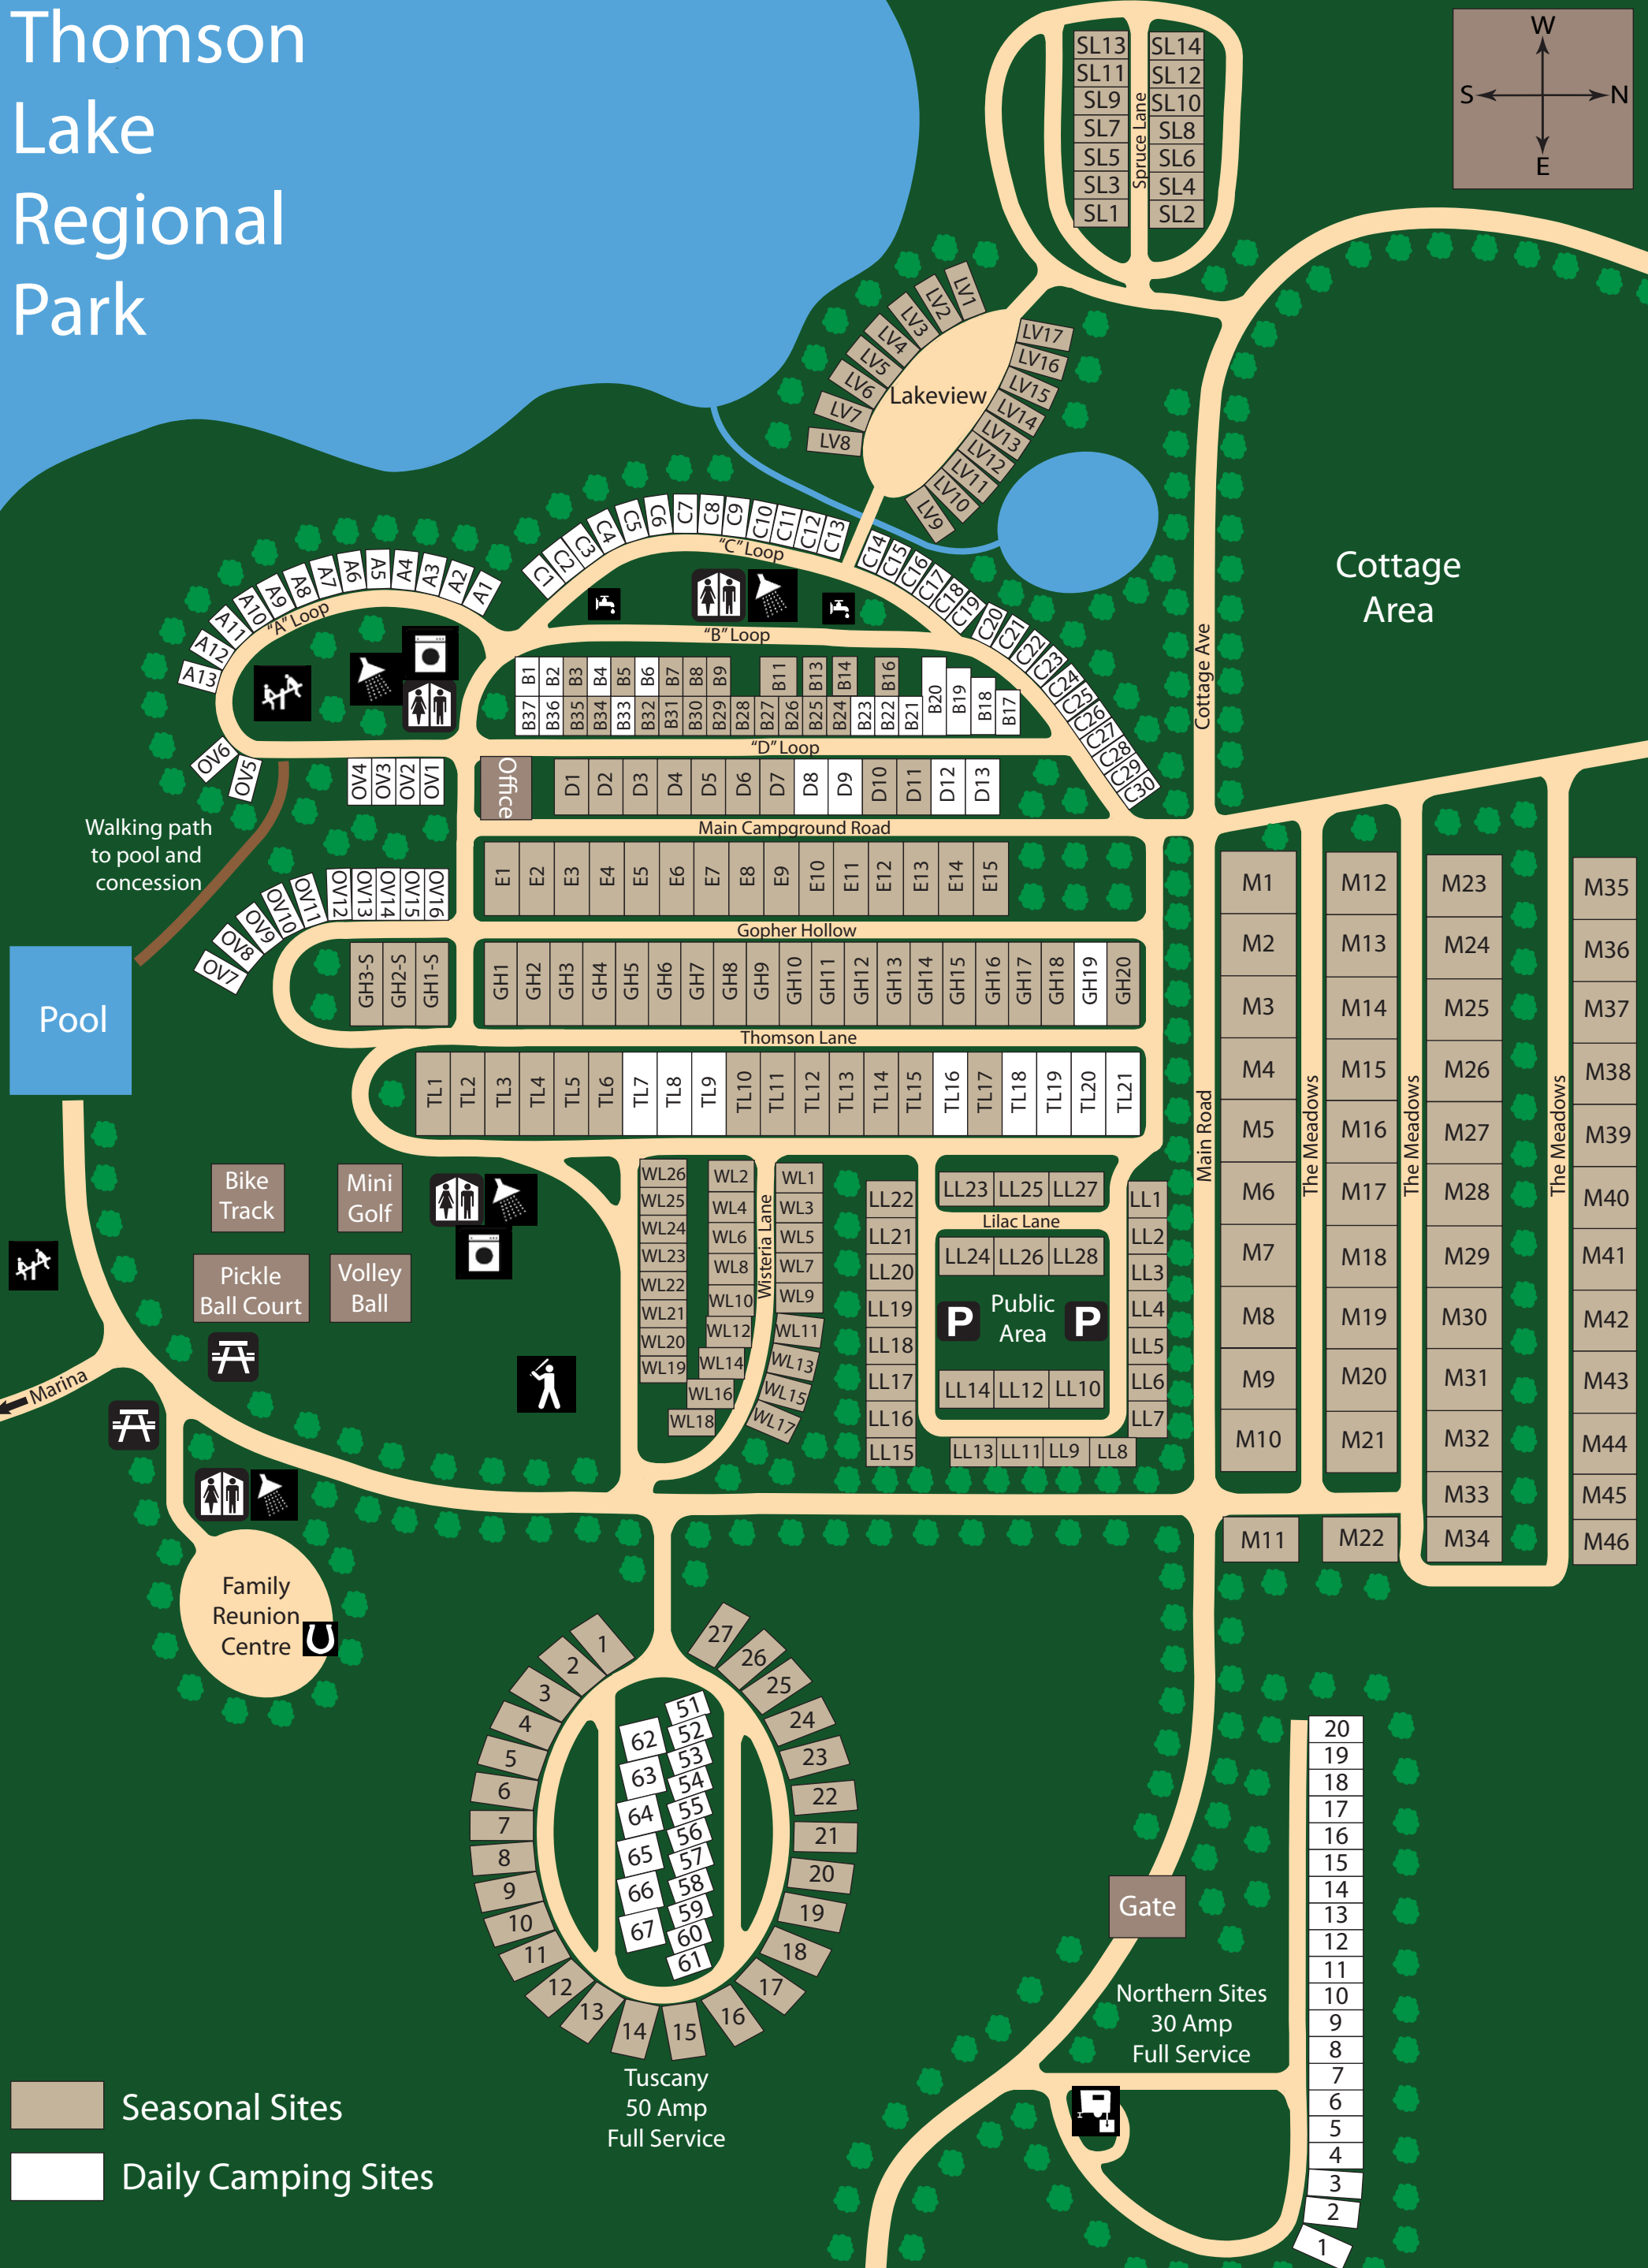 Thomson
Lake
Regional
Park
W
S
N
E
SL13
SL11
SL9
SL7
SL5
SL3
SL1
Spruce Lane
SL14
SL12
SL10
SL8
SL6
SL4
SL2
LV1
LV2
LV3
LV4
LV5
LV6
LV7
LV8
Lakeview
LV17
LV16
LV15
LV14
LV13
LV12
LV11
LV10
LV9
Cottage
Area
Cottage Ave
C1
C2
C3
C4
C5
C6
C7
C8
C9
C10
C11
C12
C13
C14
C15
C16
C17
C18
C19
C20
C21
C22
C23
C24
C25
C26
C27
C28
C29
C30
"C" Loop
A13
A12
A11
A10
A9
A8
A7
A6
A5
A4
A3
A2
A1
"A" Loop
"B" Loop
B1 B2 B3 B4 B5 B6 B7 B8 B9 B11 B13 B14 B16
B37 B36 B35 B34 B33 B32 B31 B30 B29 B28 B27 B26 B25 B24 B23 B22 B21 B20 B19 B18 B17
"D" Loop
OV6
OV5
OV4 OV3 OV2 OV1
Office
D1 D2 D3 D4 D5 D6 D7 D8 D9 D10 D11 D12 D13
Main Campground Road
Walking path
to pool and
concession
E1 E2 E3 E4 E5 E6 E7 E8 E9 E10 E11 E12 E13 E14 E15
OV7
OV8
OV9
OV10
OV11
OV12 OV13 OV14 OV15 OV16
Gopher Hollow
GH3-S GH2-S GH1-S
GH1 GH2 GH3 GH4 GH5 GH6 GH7 GH8 GH9 GH10 GH11 GH12 GH13 GH14 GH15 GH16 GH17 GH18 GH19 GH20
Thomson Lane
TL1 TL2 TL3 TL4 TL5 TL6 TL7 TL8 TL9 TL10 TL11 TL12 TL13 TL14 TL15 TL16 TL17 TL18 TL19 TL20 TL21
Pool
Bike
Track
Mini
Golf
Pickle
Ball Court
Volley
Ball
Marina
WL26
WL25
WL24
WL23
WL22
WL21
WL20
WL19
WL2
WL4
WL6
WL8
WL10
WL12
WL14
WL16
WL18
Wisteria Lane
WL1
WL3
WL5
WL7
WL9
WL11
WL13
WL15
WL17
LL22
LL21
LL20
LL19
LL18
LL17
LL16
LL15
LL23 LL25 LL27
Lilac Lane
LL24 LL26 LL28
P
Public
Area
P
LL14 LL12 LL10
LL13 LL11 LL9 LL8
LL1
LL2
LL3
LL4
LL5
LL6
LL7
Main Road
M1
M2
M3
M4
M5
M6
M7
M8
M9
M10
M11
The Meadows
M12
M13
M14
M15
M16
M17
M18
M19
M20
M21
M22
The Meadows
M23
M24
M25
M26
M27
M28
M29
M30
M31
M32
M33
M34
The Meadows
M35
M36
M37
M38
M39
M40
M41
M42
M43
M44
M45
M46
Family
Reunion
Centre
1
2
3
4
5
6
7
8
9
10
11
12
13
14
15
16
17
18
19
20
21
22
23
24
25
26
27
62
63
64
65
66
67
51
52
53
54
55
56
57
58
59
60
61
Tuscany
50 Amp
Full Service
Gate
Northern Sites
30 Amp
Full Service
20
19
18
17
16
15
14
13
12
11
10
9
8
7
6
5
4
3
2
1
Seasonal Sites
Daily Camping Sites